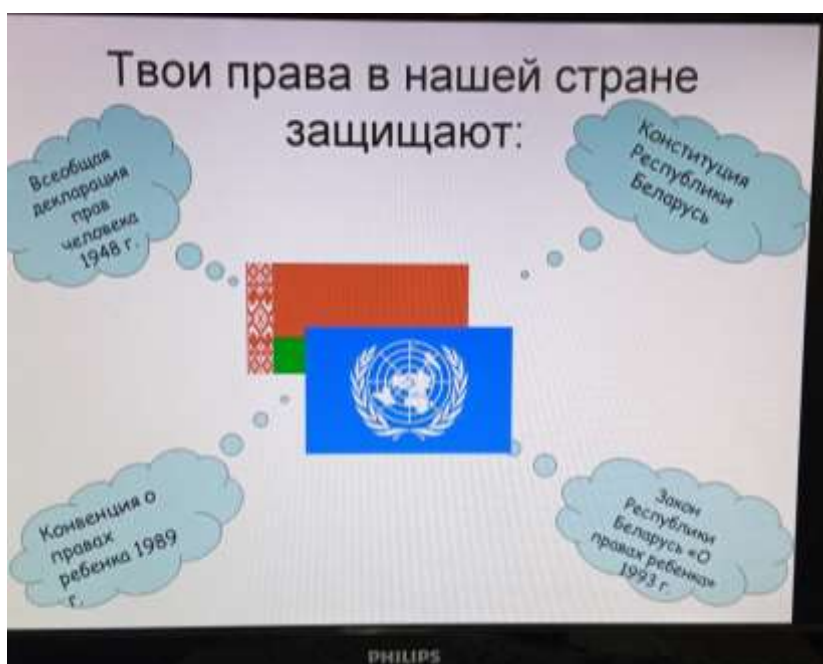 Твои права в нашей стране
защищают:
Всеобщая
декларация
прав
человека
1948 г.
Конституция
Республики
Беларусь
Конвенция о
правах
ребенка 1989
г.
Закон
Республики
Беларусь «О
правах ребенка»
1993 г.
PHILIPS